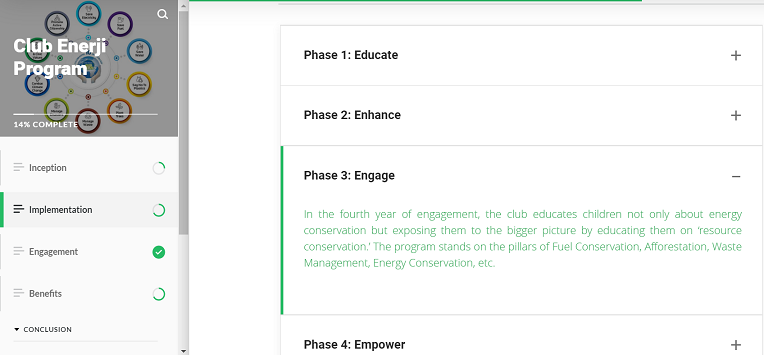 Club Enerji
Program
14% COMPLETE
Inception
Implementation
Engagement
Benefits
CONCLUSION
Phase 1: Educate
Phase 2: Enhance
Phase 3: Engage
In the fourth year of engagement, the club educates children not only about energy
conservation but exposing them to the bigger picture by educating them on ‘resource
conservation.’ The program stands on the pillars of Fuel Conservation, Afforestation, Waste
Management, Energy Conservation, etc.
Phase 4: Empower